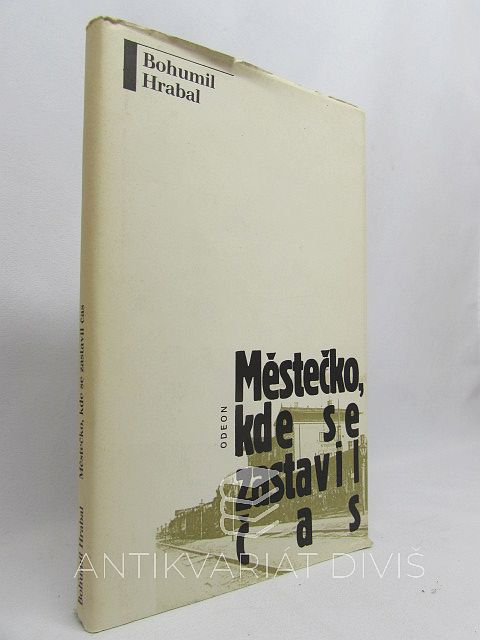 Bohumil
Hrabal
Městečko,
kde se
zastavil
čas
ODEON
Bohumil Hrabal Městečko, kde se zastavil čas
ANTIKVARIÁT DIVIŠ